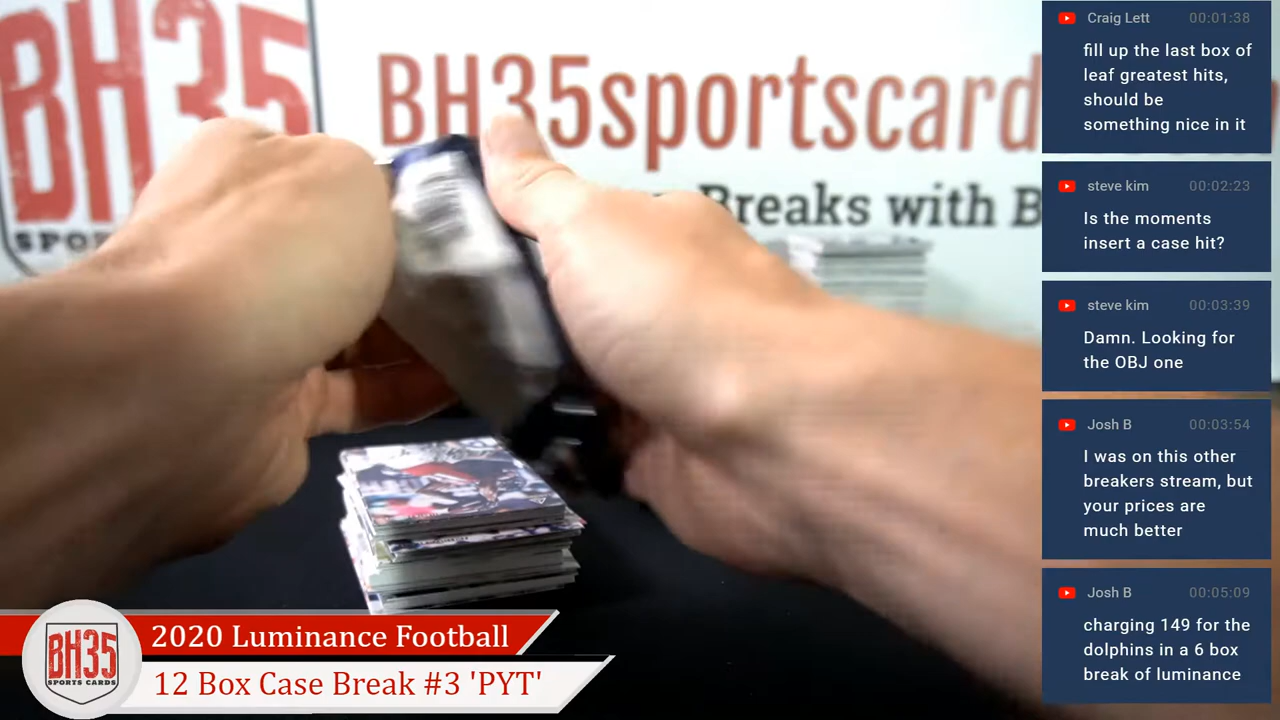 BH35
SPOR
BH35sportscard
Breaks with B
Craig Lett 00:01:38
fill up the last box of
leaf greatest hits,
should be
something nice in it
steve kim 00:02:23
Is the moments
insert a case hit?
steve kim 00:03:39
Damn. Looking for
the OBJ one
Josh B 00:03:54
I was on this other
breakers stream, but
your prices are
much better
Josh B 00:05:09
charging 149 for the
dolphins in a 6 box
break of luminance
BH35
SPORTS CARDS
2020 Luminance Football
12 Box Case Break #3 'PYT'